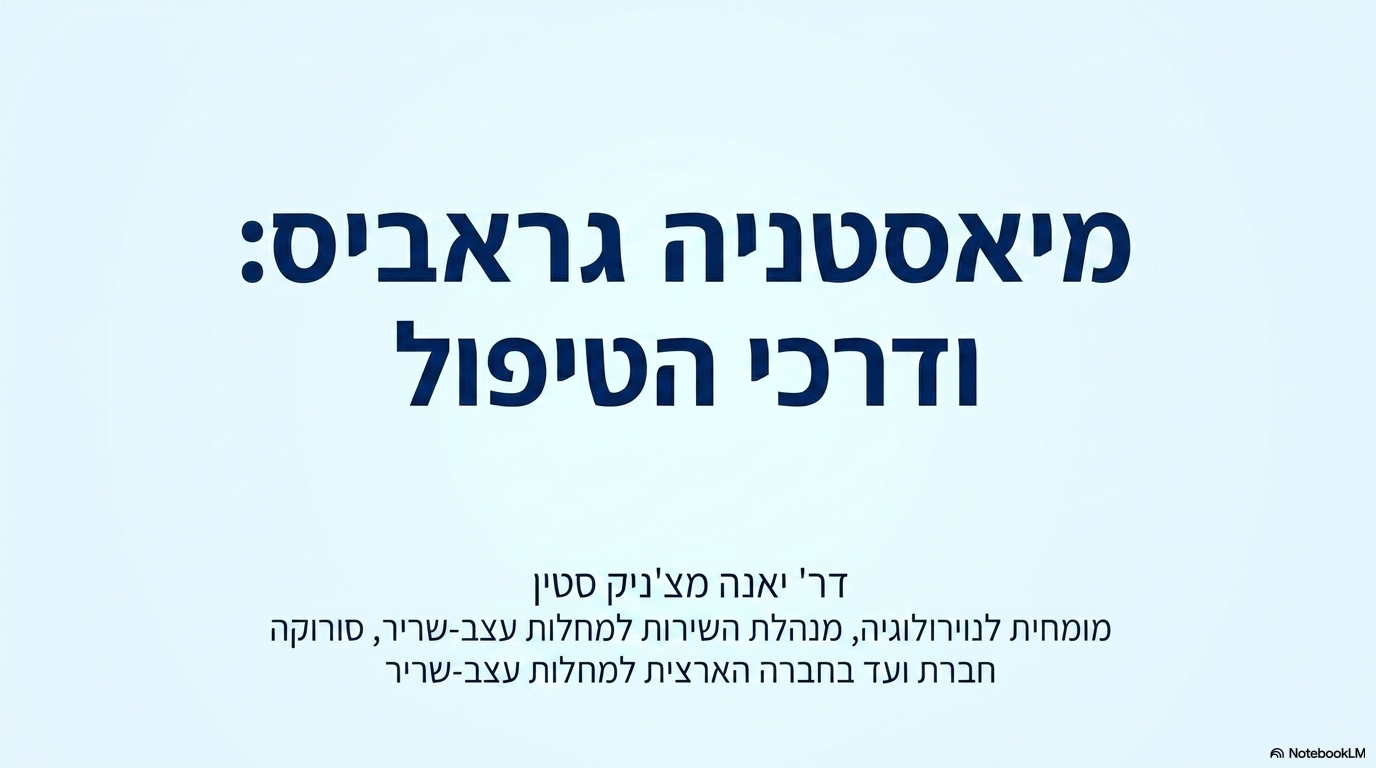 מיאסטניה גראביס:
ודרכי הטיפול
דר' יאנה מצ'ניק סטין
מומחית לנוירולוגיה, מנהלת השירות למחלות עצב-שריר, סורוקה
חברת ועד בחברה הארצית למחלות עצב-שריר
NotebookLM